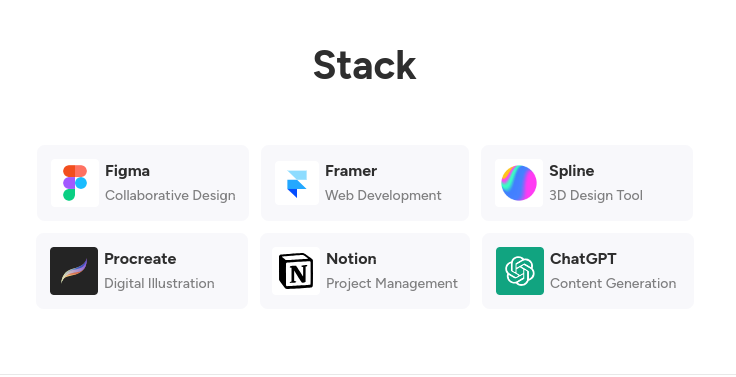 Stack
Figma
Collaborative Design
Framer
Web Development
Spline
3D Design Tool
Procreate
Digital Illustration
N
Notion
Project Management
ChatGPT
Content Generation